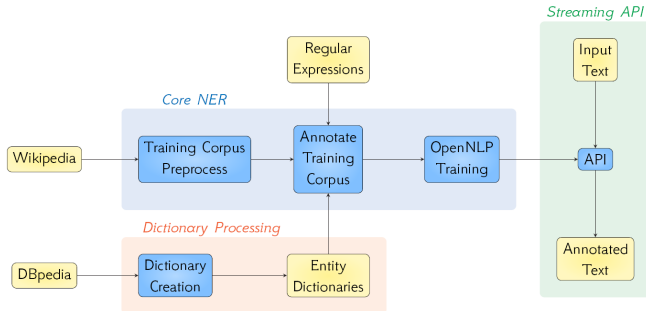 Streaming API
Regular
Expressions
Input
Text
Core NER
Wikipedia
Training Corpus
Preprocess
Annotate
Training
Corpus
OpenNLP
Training
API
Dictionary Processing
DBpedia
Dictionary
Creation
Entity
Dictionaries
Annotated
Text